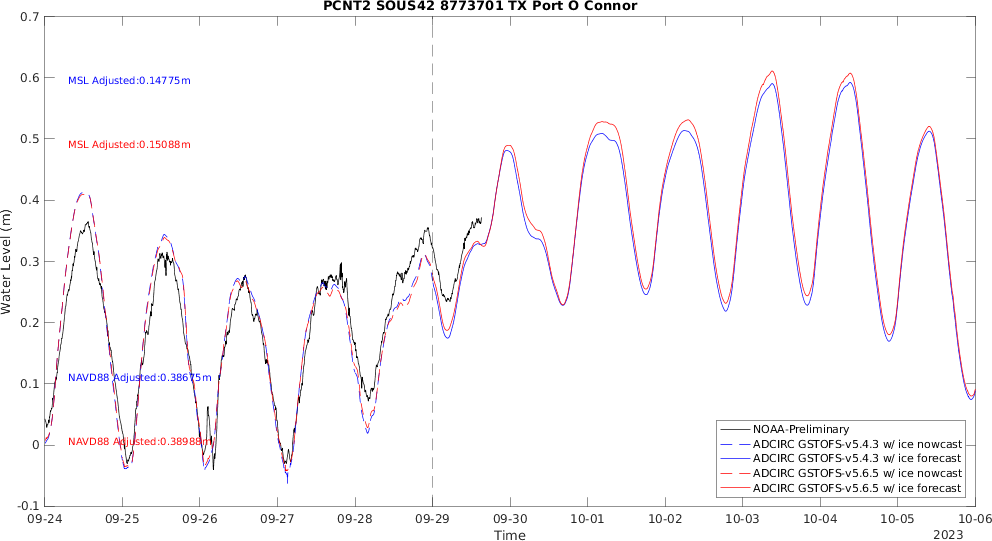 PCNT2 SOUS42 8773701 TX Port O Connor
0.7
0.6
0.5
0.4
0.3
0.2
0.1
0
-0.1
Water Level (m)
MSL Adjusted:0.14775m
MSL Adjusted:0.15088m
NAVD88 Adjusted:0.38675m
NAVD88 Adjusted:0.38988m
NOAA-Preliminary
ADCIRC GSTOFS-v5.4.3 w/ ice nowcast
ADCIRC GSTOFS-v5.4.3 w/ ice forecast
ADCIRC GSTOFS-v5.6.5 w/ ice nowcast
ADCIRC GSTOFS-v5.6.5 w/ ice forecast
09-24 09-25 09-26 09-27 09-28 09-29 09-30 10-01 10-02 10-03 10-04 10-05 10-06
Time
2023